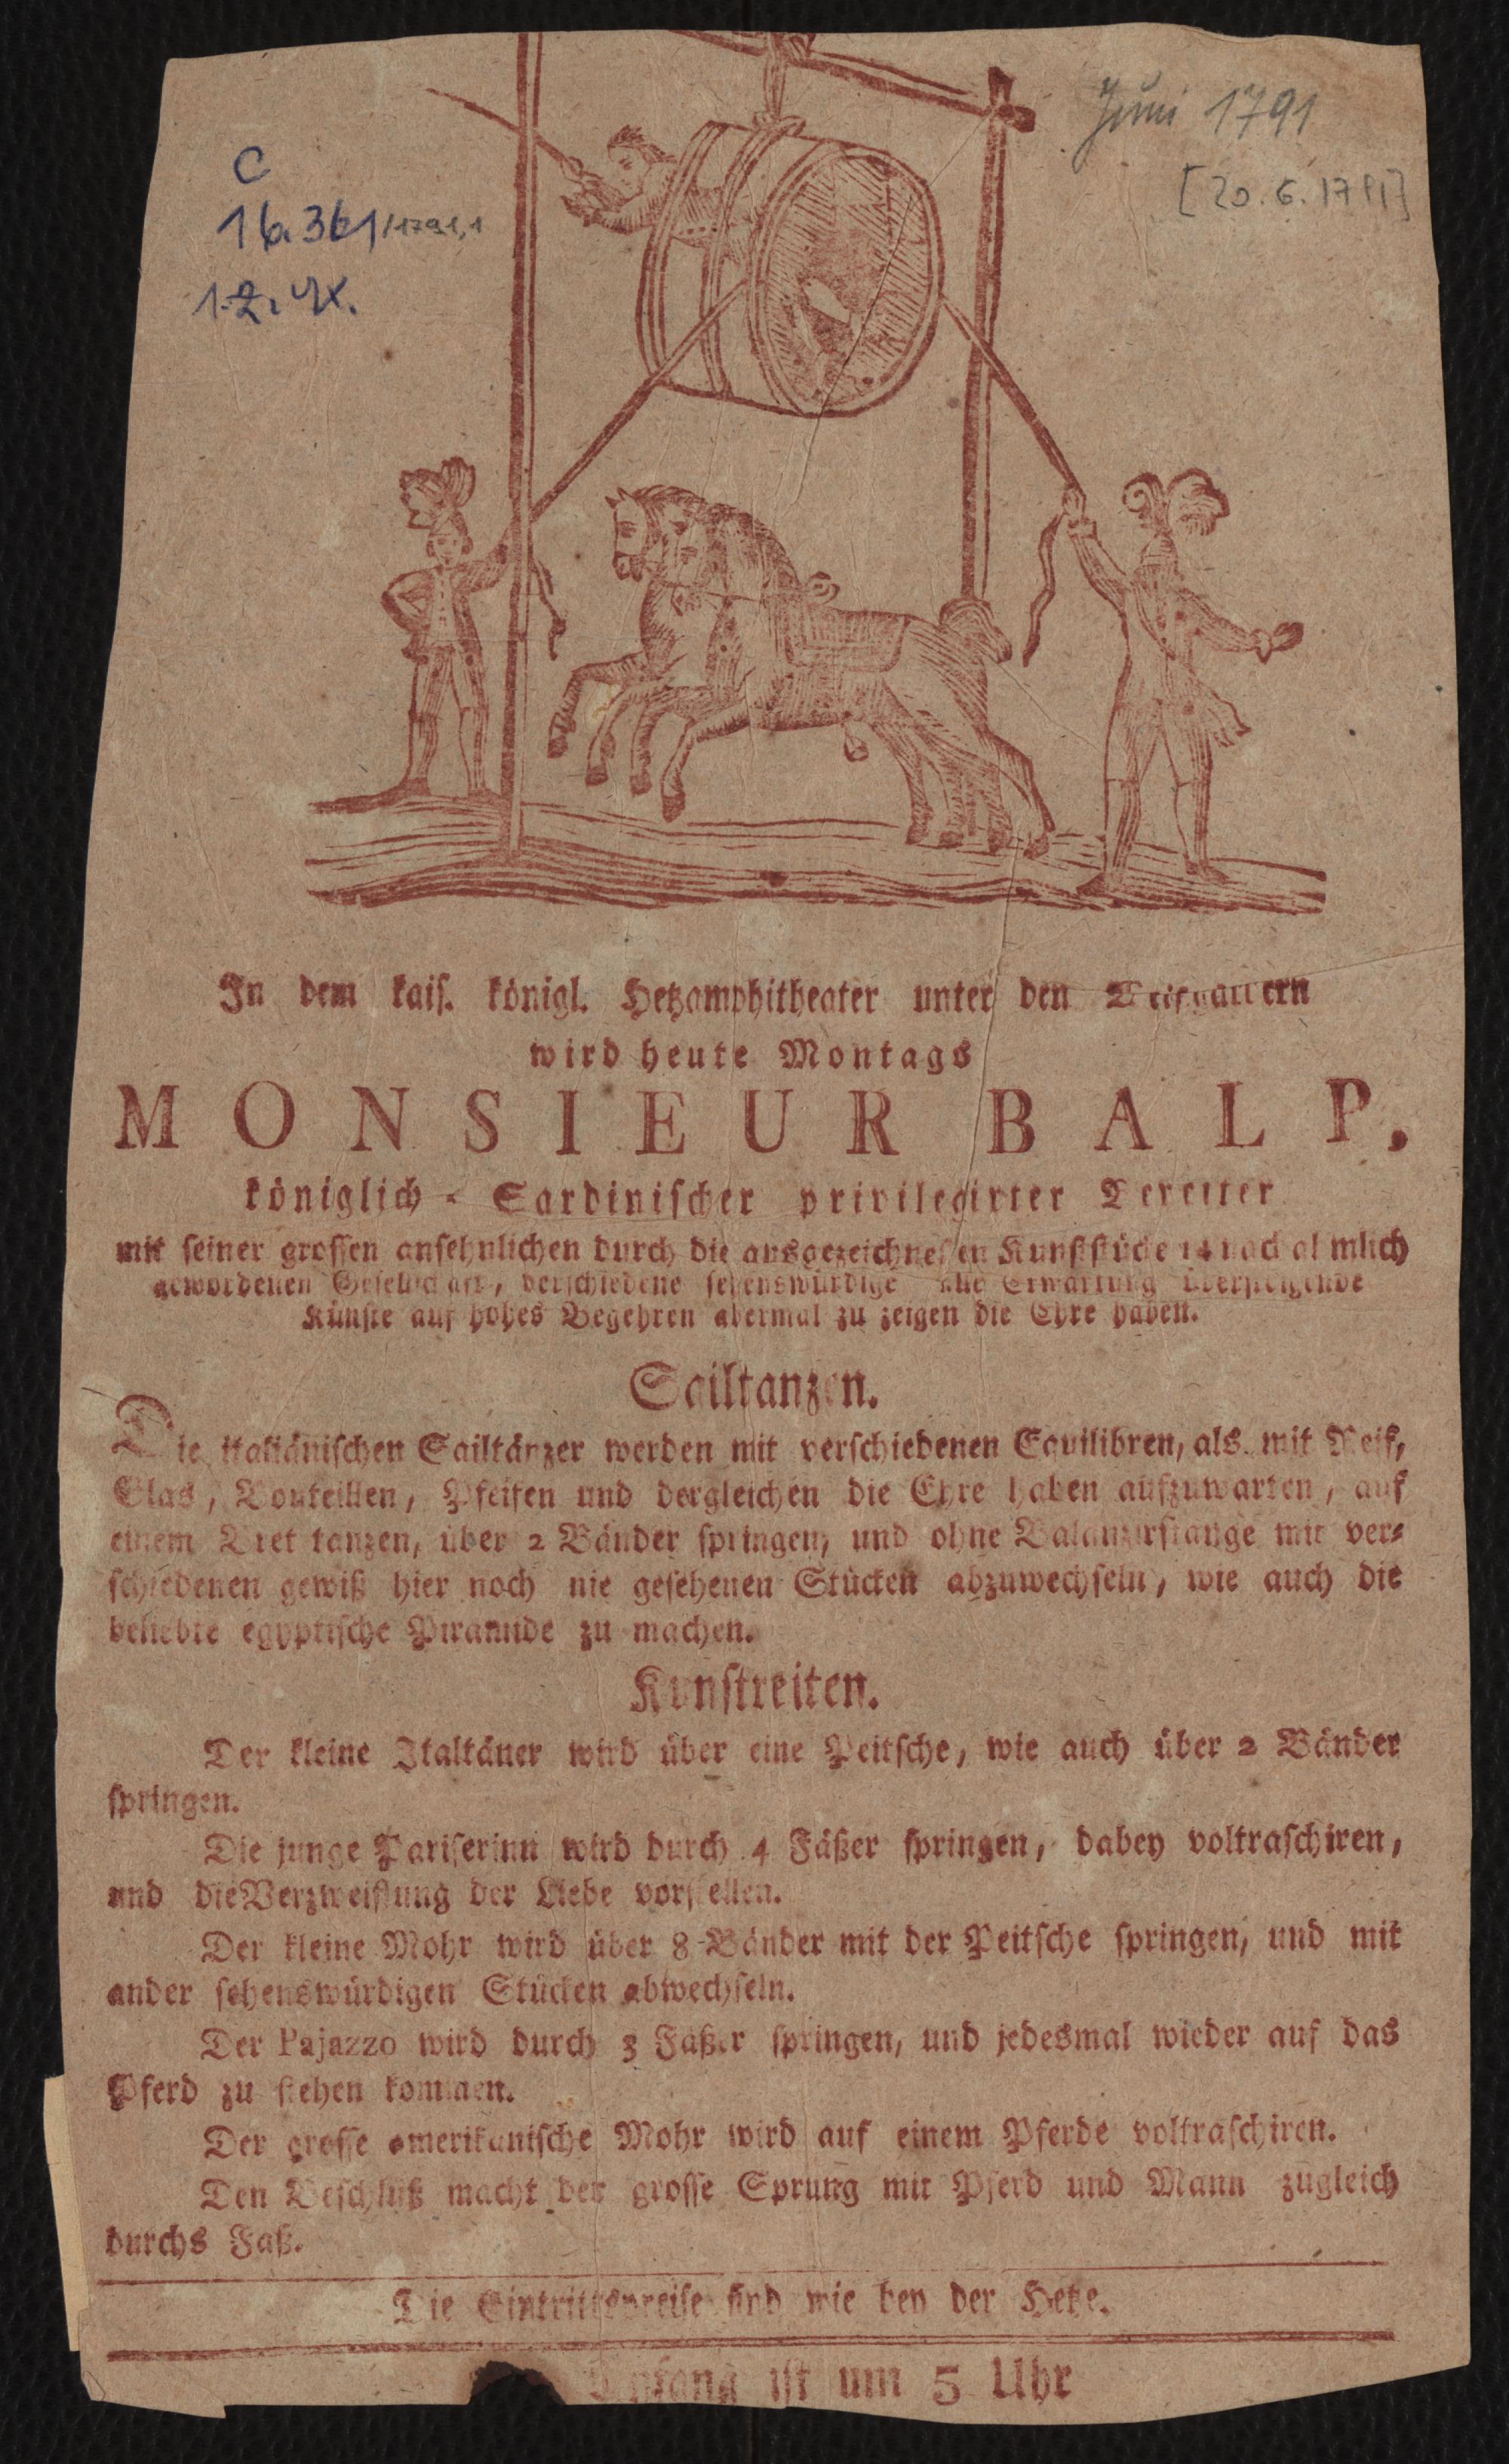 Juni 1791
[20.6.1791]
C
16.361/1791,1
1. Ex.
In dem kais. königl. Hetzamphitheater unter den
wird heute Montags
MONSIEUR BALP,
königlich-Sardinischer privilegirter Bereiter
mit seiner grossen ansehnlichen durch die ausgezeichnesten Kunststücke
gewordenen Gesellschaft, verschiedene sehenswürdige alle Erwartung übersteigende
Künste auf hohes Begehren abermal zu zeigen die Ehre haben.
Sailtanzen.
Die italiänischen Sailtänzer werden mit verschiedenen Equilibren, als mit Reif,
Glas, Bouteillen, Pfeifen und dergleichen die Ehre haben aufzuwarten, auf
einem Bret tanzen, über 2 Bänder springen, und ohne Balanzirstange mit ver-
schiedenen gewiß hier noch nie gesehenen Stücken abzuwechseln, wie auch die
beliebte egyptische Piramide zu machen.
Kunstreiten.
Der kleine Italiäner wird über eine Peitsche, wie auch über 2 Bänder
springen.
Die junge Pariserinn wird durch 4 Fäßer springen, dabey voltraschiren,
und die Verzweiflung der Liebe vorstellen.
Der kleine Mohr wird über 8 Bänder mit der Peitsche springen, und mit
ander sehenswürdigen Stücken abwechseln.
Der Pajazzo wird durch 3 Fäßer springen, und jedesmal wieder auf das
Pferd zu stehen kommen.
Der grosse amerikanische Mohr wird auf einem Pferde voltraschiren.
Den Beschluß macht der grosse Sprung mit Pferd und Mann zugleich
durchs Faß.
Die Eintrittspreise sind wie bey der Hetze.
ist um 5 Uhr